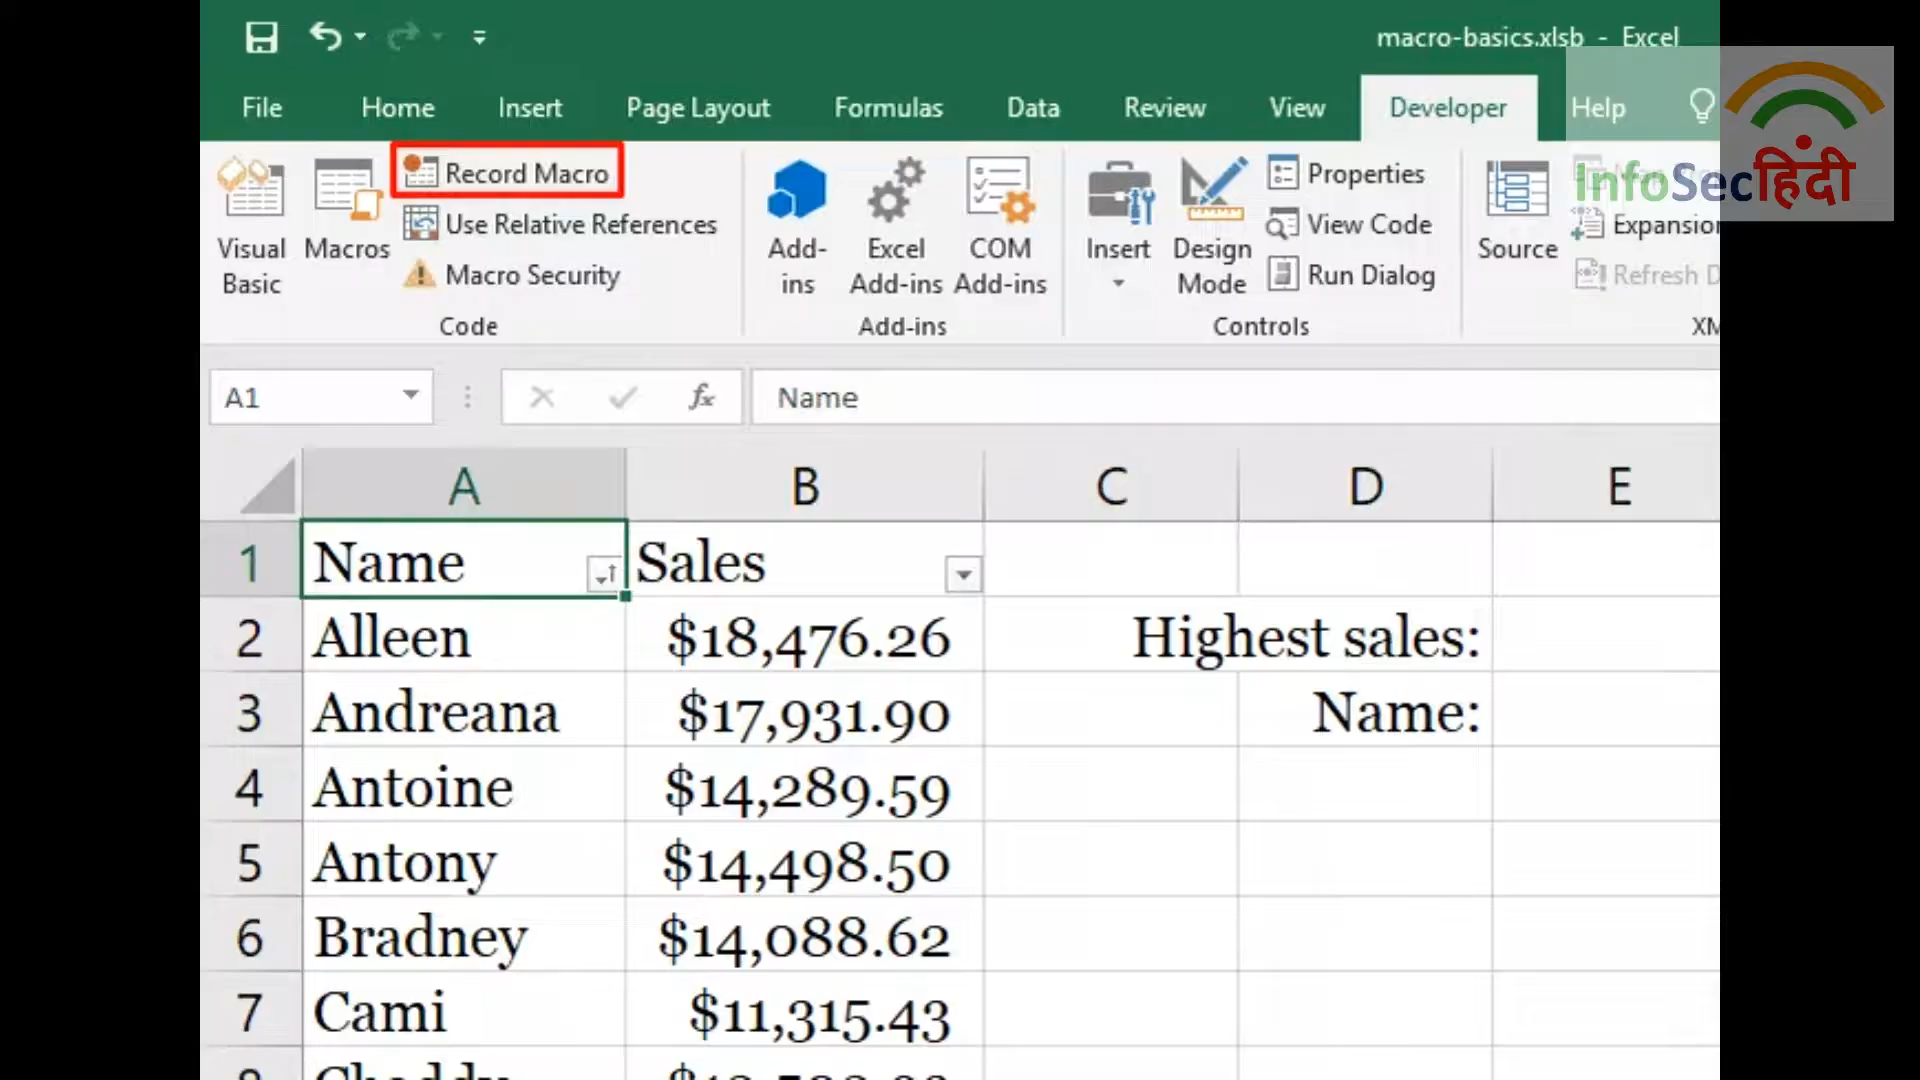 macro-basics.xlsb - Excel
File Home Insert Page Layout Formulas Data Review View Developer Help
InfoSecहिंदी
Record Macro
Use Relative References
Macro Security
Visual Basic
Macros
Code
Add-ins
Excel Add-ins
COM Add-ins
Add-ins
Insert
Design Mode
Properties
View Code
Run Dialog
Controls
Source
Expansion
Refresh D
XM
A1 fx Name
A B C D E
1 Name Sales
2 Alleen $18,476.26 Highest sales:
3 Andreana $17,931.90 Name:
4 Antoine $14,289.59
5 Antony $14,498.50
6 Bradney $14,088.62
7 Cami $11,315.43